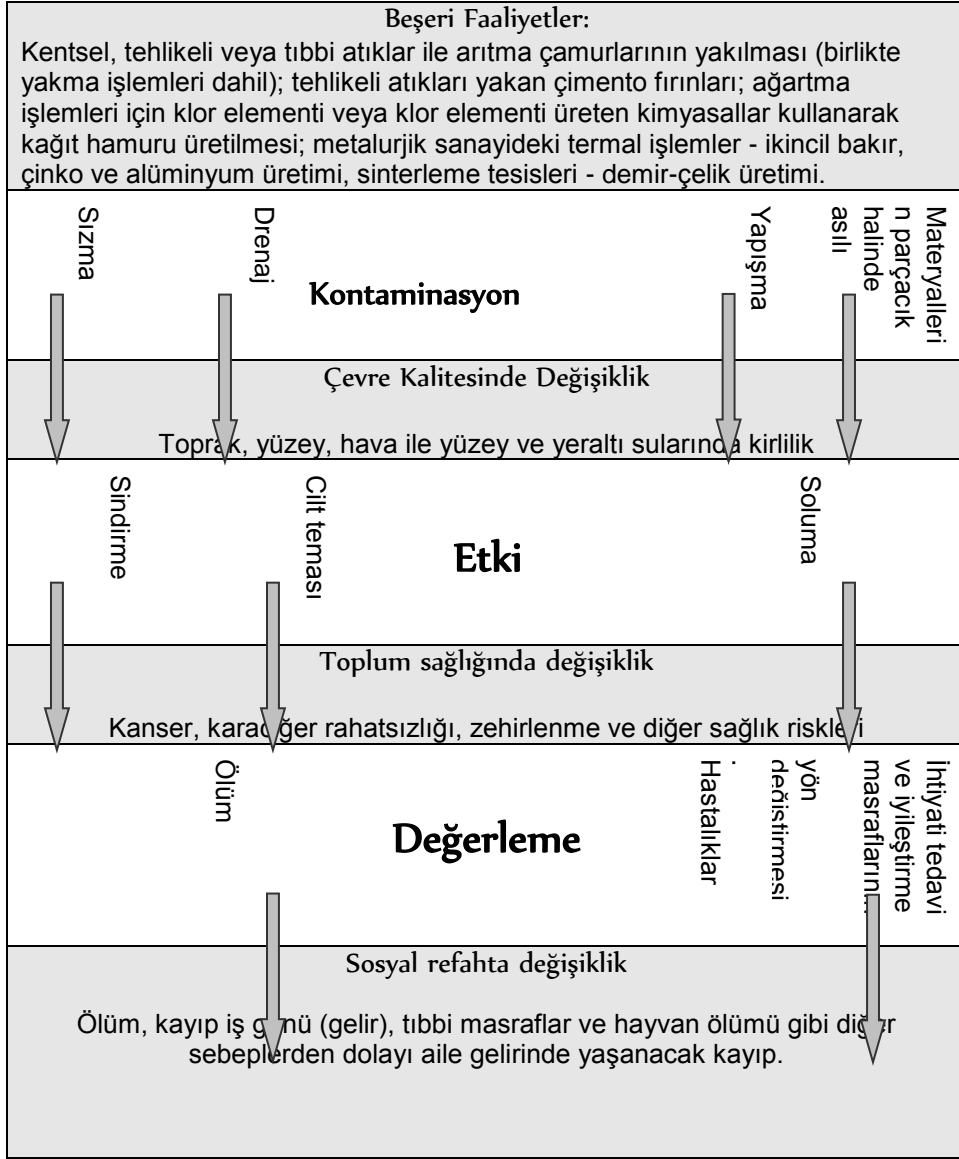 Beşeri Faaliyetler:
Kentsel, tehlikeli veya tıbbi atıklar ile arıtma çamurlarının yakılması (birlikte
yakma işlemleri dahil); tehlikeli atıkları yakan çimento fırınları; ağartma
işlemleri için klor elementi veya klor elementi üreten kimyasallar kullanarak
kağıt hamuru üretilmesi; metalurjik sanayideki termal işlemler - ikincil bakır,
çinko ve alüminyum üretimi, sinterleme tesisleri - demir-çelik üretimi.
Sızma
Drenaj
Kontaminasyon
Yapışma
Materyalleri
n parçacık
halinde
asılı
Çevre Kalitesinde Değişiklik
Toprak, yüzey, hava ile yüzey ve yeraltı sularında kirlilik
Sindirme
Cilt teması
Etki
Soluma
Toplum sağlığında değişiklik
Kanser, karaciğer rahatsızlığı, zehirlenme ve diğer sağlık riskleri
Ölüm
Değerleme
Hastalıklar
İhtiyati tedavi
ve iyileştirme
masraflarının
yön
değiştirmesi
Sosyal refahta değişiklik
Ölüm, kayıp iş günü (gelir), tıbbi masraflar ve hayvan ölümü gibi diğer
sebeplerden dolayı aile gelirinde yaşanacak kayıp.